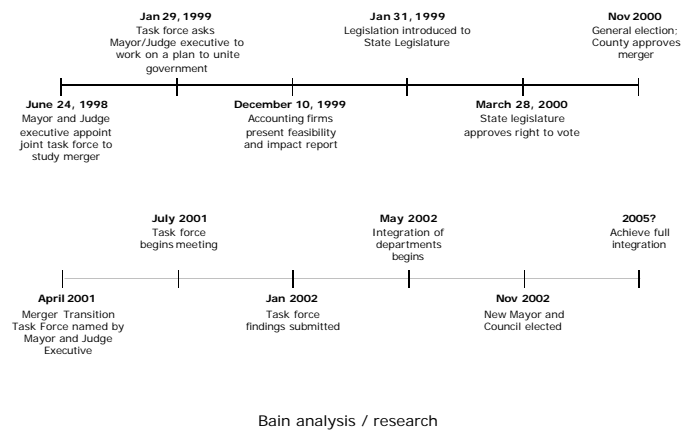 Jan 29, 1999
Task force asks
Mayor/Judge executive to
work on a plan to unite
government
Jan 31, 1999
Legislation introduced to
State Legislature
Nov 2000
General election;
County approves
merger
June 24, 1998
Mayor and Judge
executive appoint
joint task force to
study merger
December 10, 1999
Accounting firms
present feasibility
and impact report
March 28, 2000
State legislature
approves right to vote
July 2001
Task force
begins meeting
May 2002
Integration of
departments
begins
2005?
Achieve full
integration
April 2001
Merger Transition
Task Force named by
Mayor and Judge
Executive
Jan 2002
Task force
findings submitted
Nov 2002
New Mayor and
Council elected
Bain analysis / research